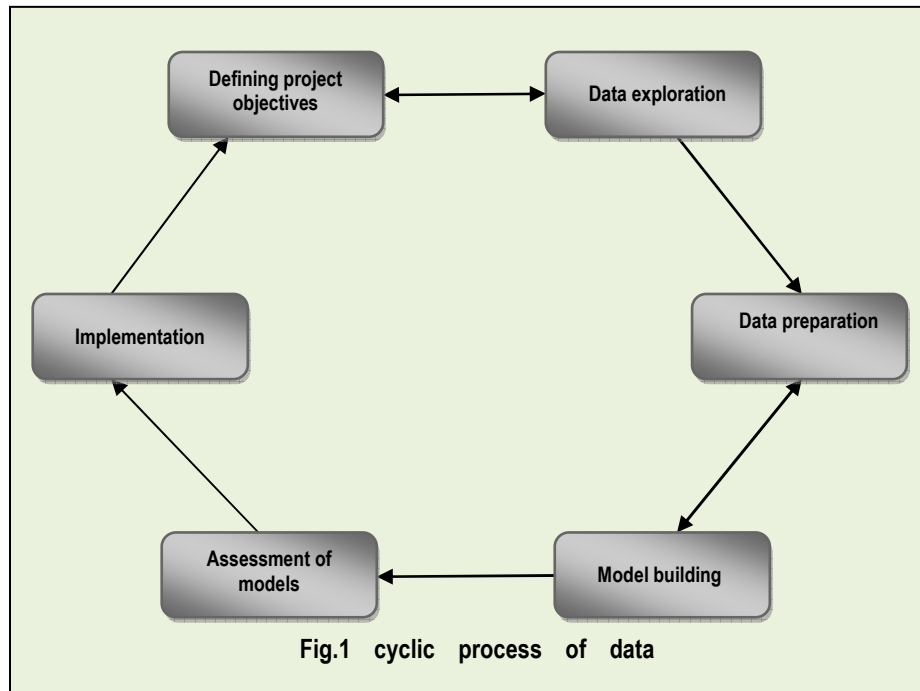 Defining project
objectives
Data exploration
Data preparation
Model building
Assessment of
models
Implementation
Fig.1 cyclic process of data